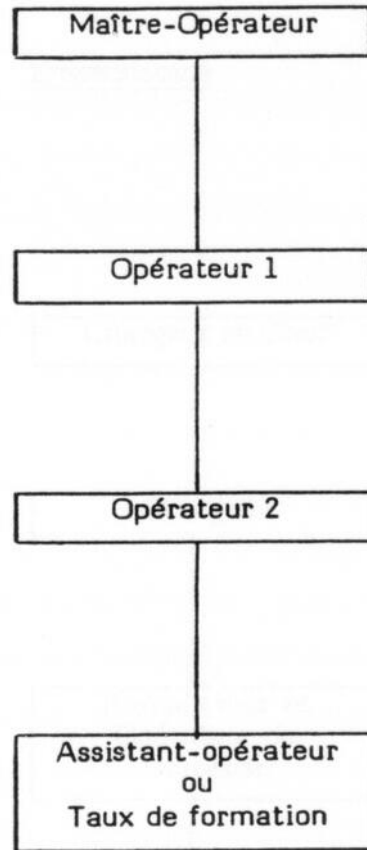 Maître-Opérateur
Opérateur 1
Opérateur 2
Assistant-opérateur
ou
Taux de formation